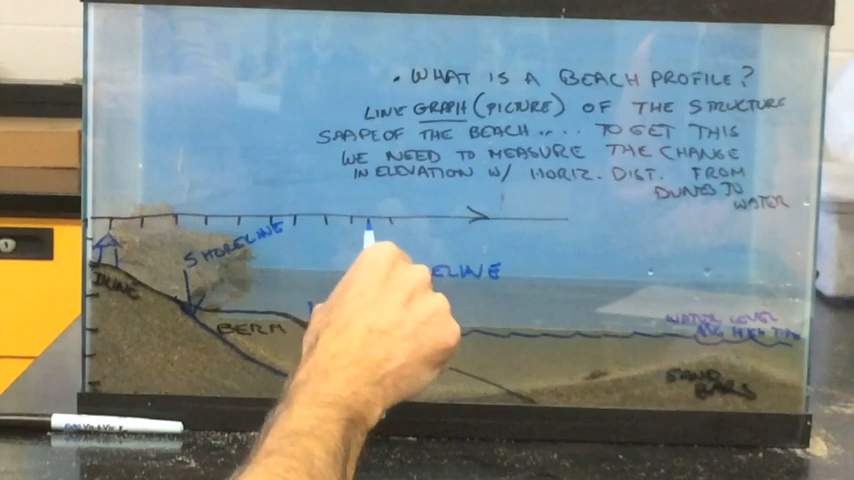 • WHAT IS A BEACH PROFILE?
LINE GRAPH (PICTURE) OF THE STRUCTURE
SAAPE OF THE BEACH.... TO GET THIS
WE NEED TO MEASURE THE CHANGE
IN ELEVATION W/ HORIZ. DIST. FROM
DUNES TO
WATER
SHORELINE
ELINE
DUNE
BERM
WATER LEVEL
SAND
BARS